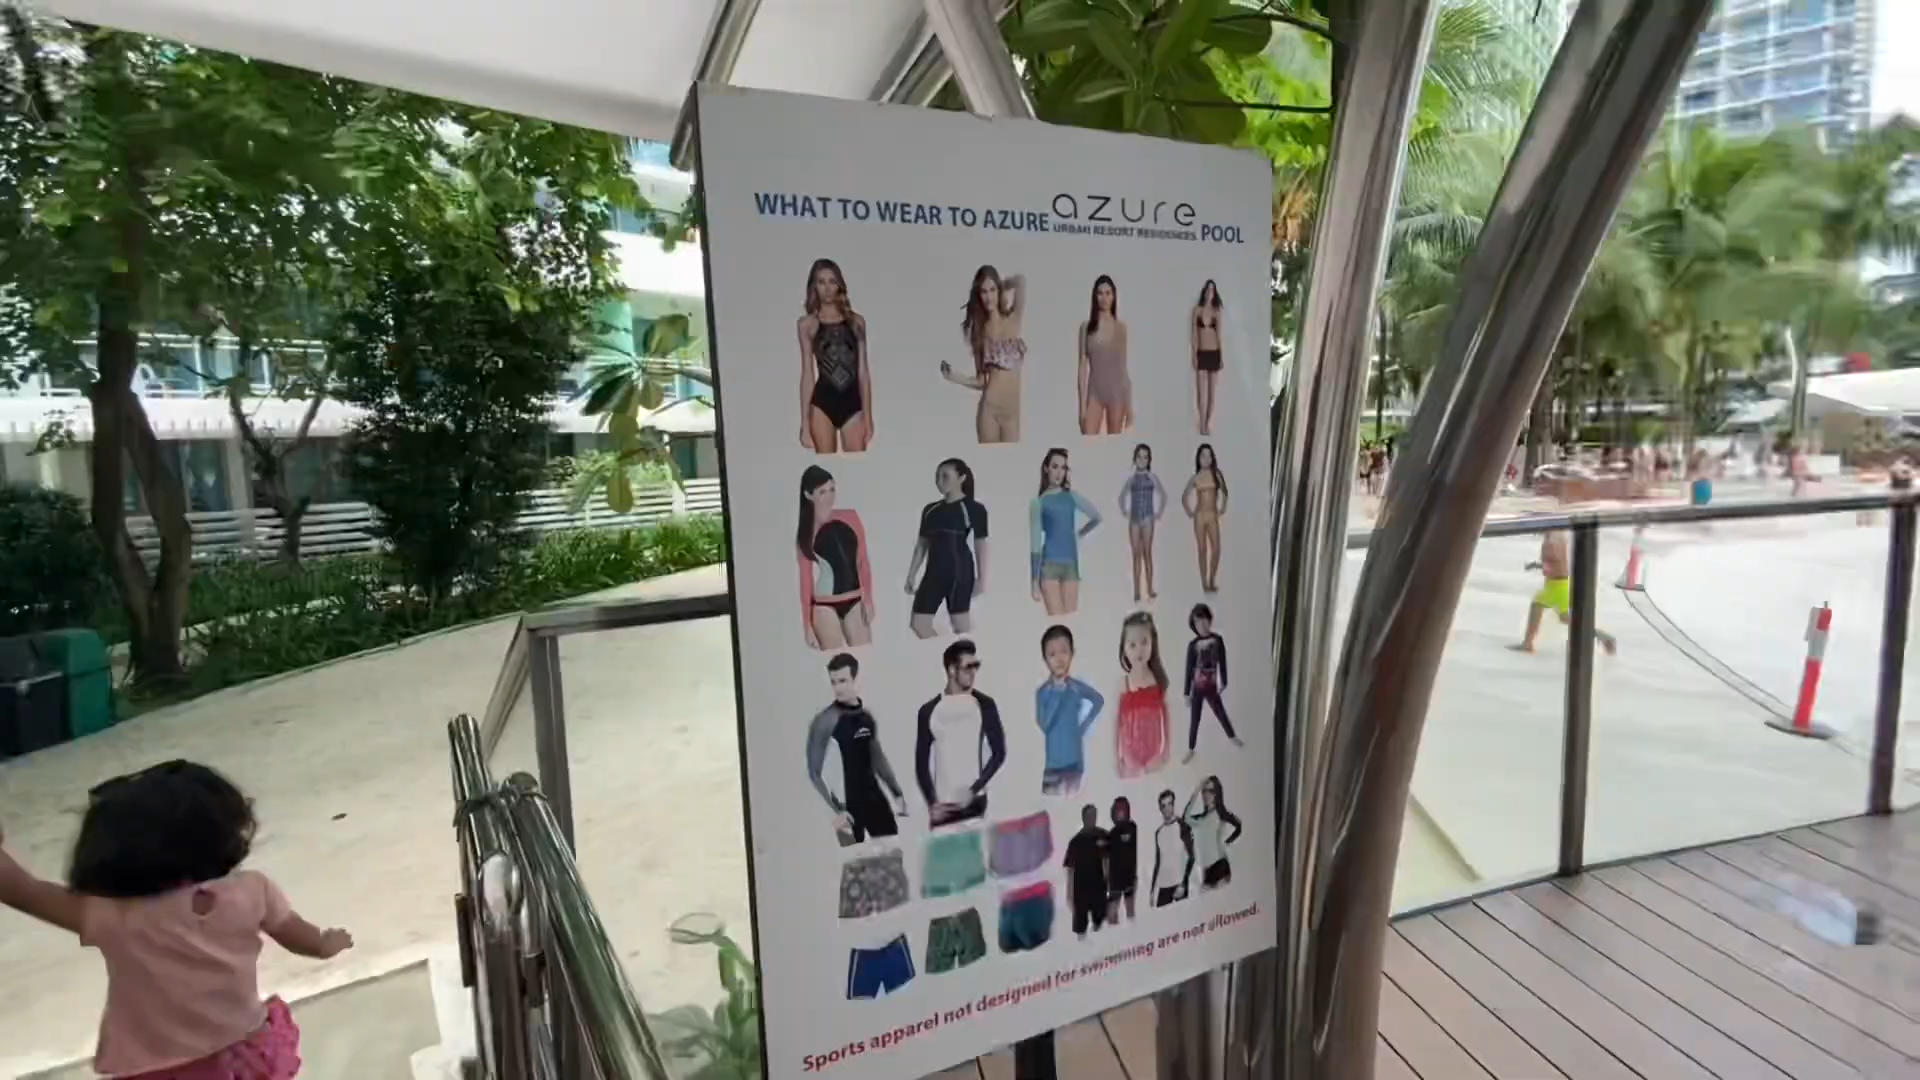 WHAT TO WEAR TO AZURE azure POOL
URBAN RESORT RESIDENCES
Sports apparel not designed for swimming are not allowed.